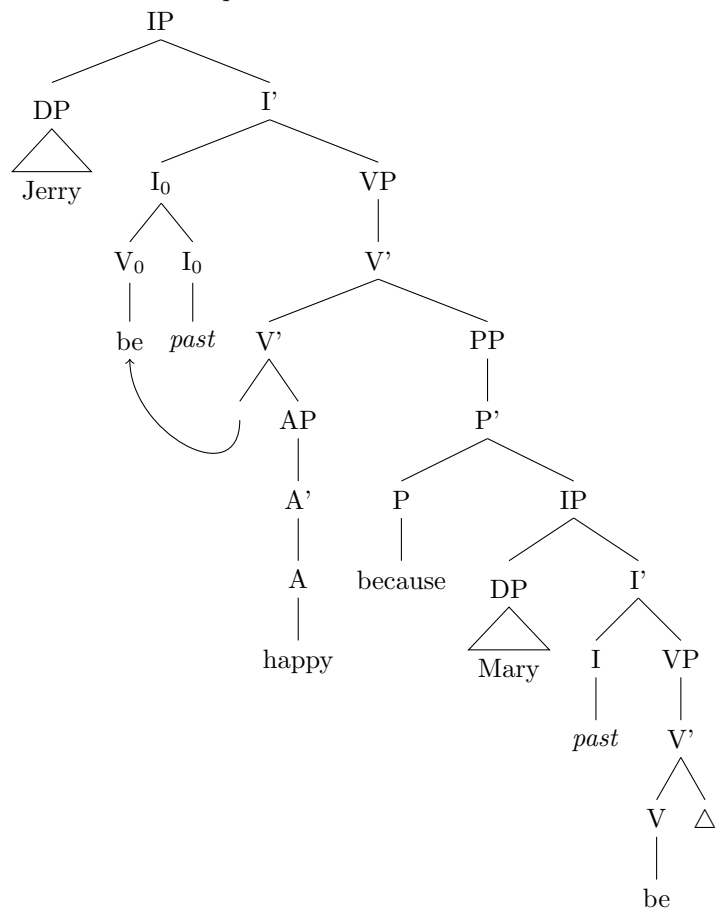 IP
DP I'
Jerry I₀ VP
V₀ I₀ V'
be past V' PP
AP P'
A' P IP
A because DP I'
happy Mary I VP
past V'
V △
be